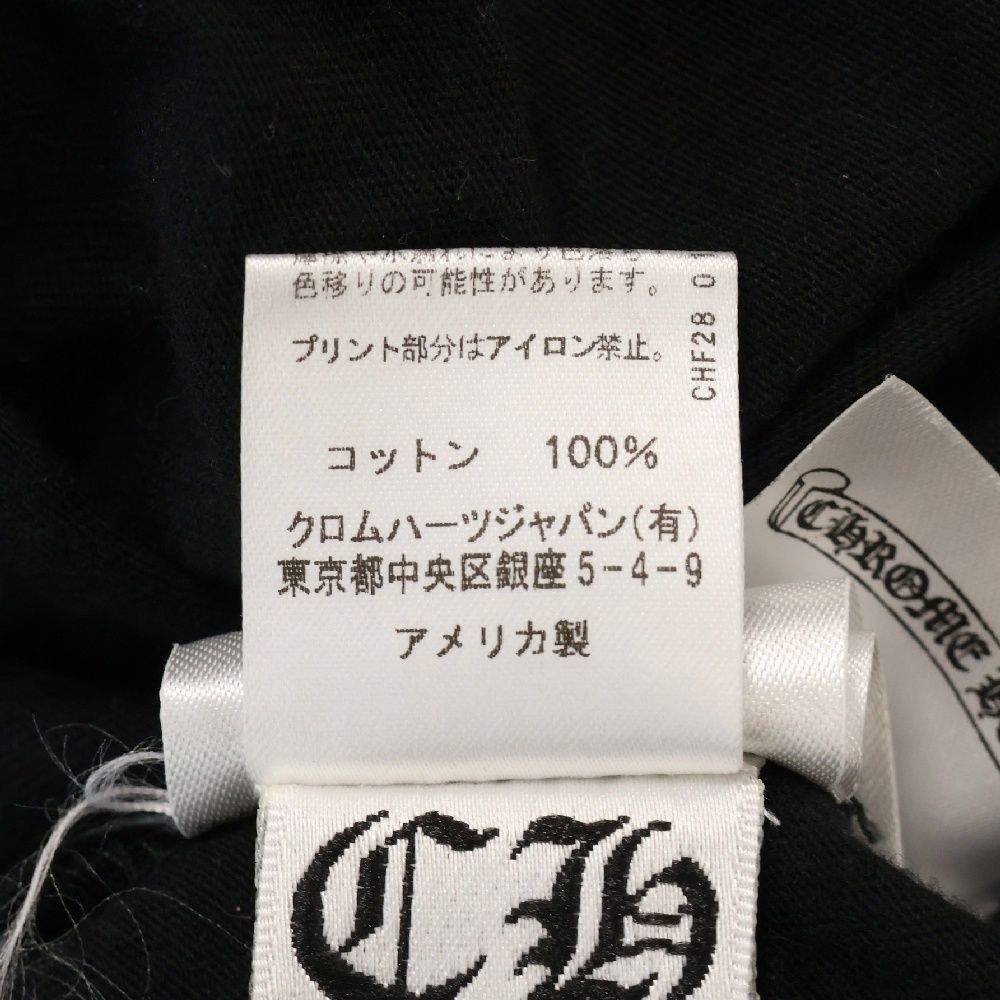 色移りの可能性があります。
プリント部分はアイロン禁止。
CHF28 01
コットン 100%
クロムハーツジャパン(有)
東京都中央区銀座5-4-9
アメリカ製
CHROME
CH